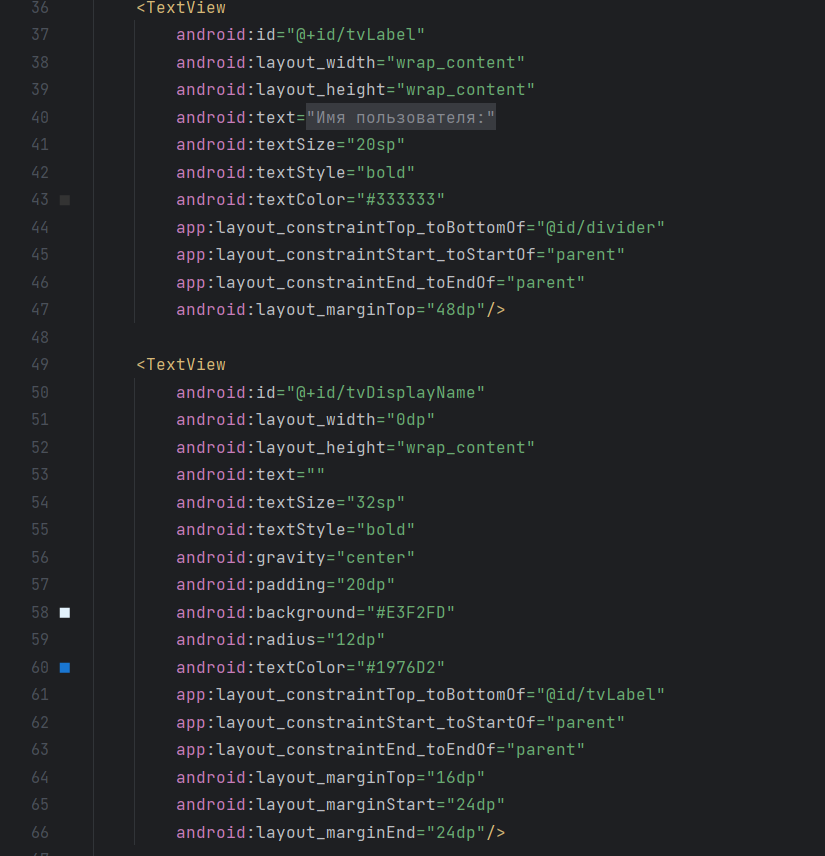 36 <TextView
37 android:id="@+id/tvLabel"
38 android:layout_width="wrap_content"
39 android:layout_height="wrap_content"
40 android:text="Имя пользователя:"
41 android:textSize="20sp"
42 android:textStyle="bold"
43 android:textColor="#333333"
44 app:layout_constraintTop_toBottomOf="@id/divider"
45 app:layout_constraintStart_toStartOf="parent"
46 app:layout_constraintEnd_toEndOf="parent"
47 android:layout_marginTop="48dp"/>
48
49 <TextView
50 android:id="@+id/tvDisplayName"
51 android:layout_width="0dp"
52 android:layout_height="wrap_content"
53 android:text=""
54 android:textSize="32sp"
55 android:textStyle="bold"
56 android:gravity="center"
57 android:padding="20dp"
58 android:background="#E3F2FD"
59 android:radius="12dp"
60 android:textColor="#1976D2"
61 app:layout_constraintTop_toBottomOf="@id/tvLabel"
62 app:layout_constraintStart_toStartOf="parent"
63 app:layout_constraintEnd_toEndOf="parent"
64 android:layout_marginTop="16dp"
65 android:layout_marginStart="24dp"
66 android:layout_marginEnd="24dp"/>